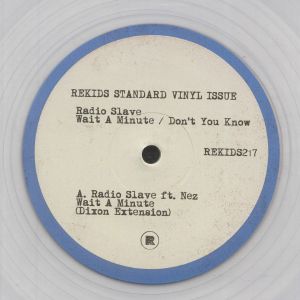 REKIDS STANDARD VINYL ISSUE
Radio Slave
Wait A Minute / Don't You Know
REKIDS217
A. Radio Slave ft. Nez
Wait A Minute
(Dixon Extension)
R